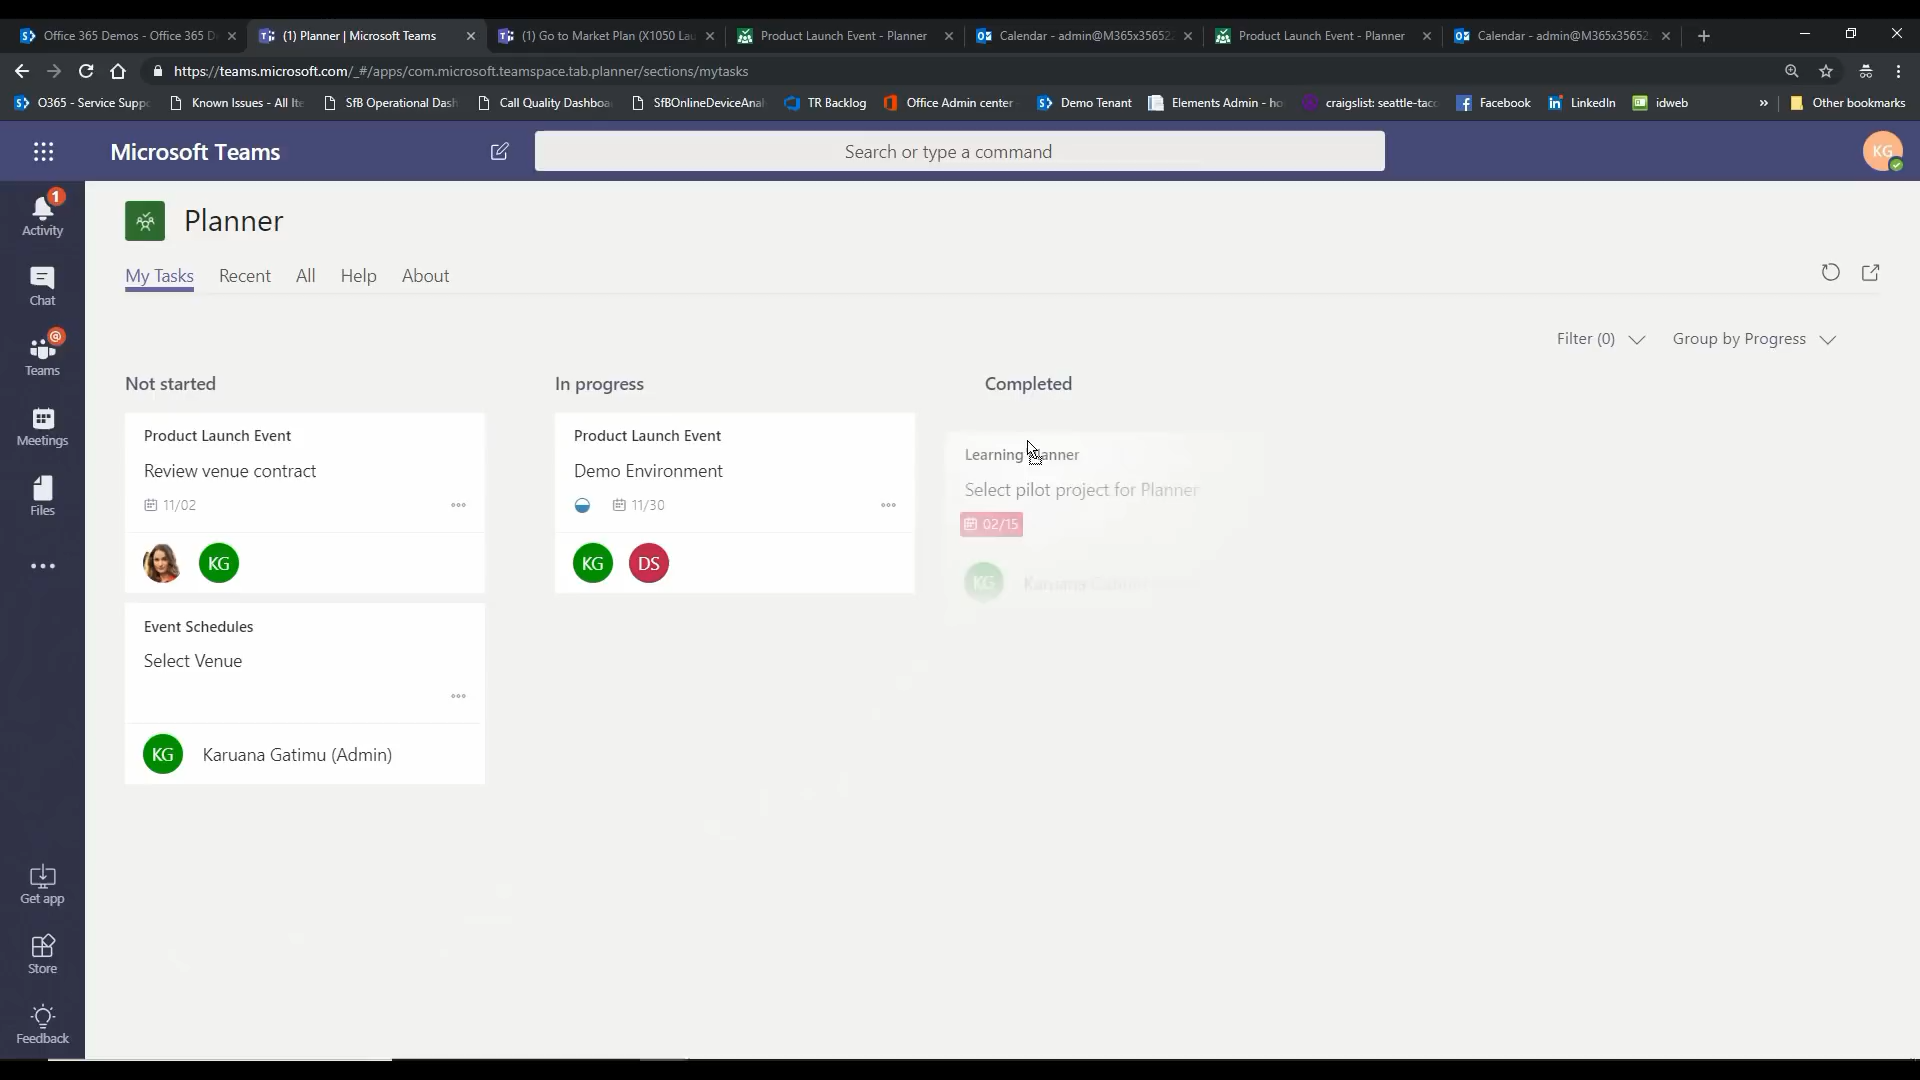 Office 365 Demos - Office 365 D
(1) Planner | Microsoft Teams
(1) Go to Market Plan (X1050 Lau
Product Launch Event - Planner
Calendar - admin@M365x35652
Product Launch Event - Planner
Calendar - admin@M365x35652
https://teams.microsoft.com/_#/apps/com.microsoft.teamspace.tab.planner/sections/mytasks
O365 - Service Suppo
Known Issues - All Ite
SfB Operational Dash
Call Quality Dashboa
SfBOnlineDeviceAnal
TR Backlog
Office Admin center
Demo Tenant
Elements Admin - ho
craigslist: seattle-taco
Facebook
LinkedIn
idweb
»
Other bookmarks
Microsoft Teams
Search or type a command
KG
1
Activity
Chat
@
Teams
Meetings
Files
Get app
Store
Feedback
Planner
My Tasks
Recent
All
Help
About
Filter (0)
Group by Progress
Not started
Product Launch Event
Review venue contract
11/02
KG
Event Schedules
Select Venue
KG
Karuana Gatimu (Admin)
In progress
Product Launch Event
Demo Environment
11/30
KG
DS
Completed
Learning
Select pilot project for Planner
02/15
KG
Karuana